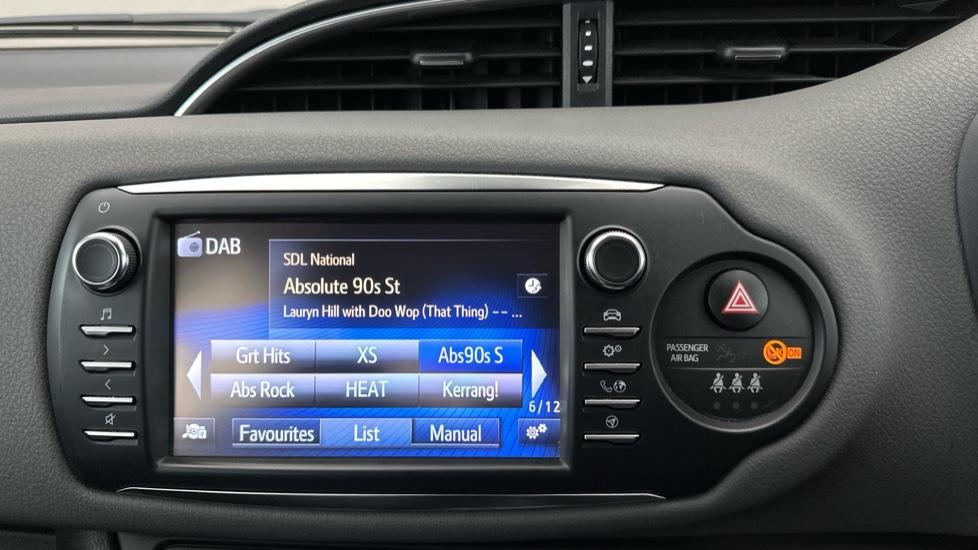 DAB
SDL National
Absolute 90s St
Lauryn Hill with Doo Wop (That Thing) -- ...
Grt Hits XS Abs90s S
Abs Rock HEAT Kerrang!
6/12
Favourites List Manual
PASSENGER
AIR BAG
OFF
ON